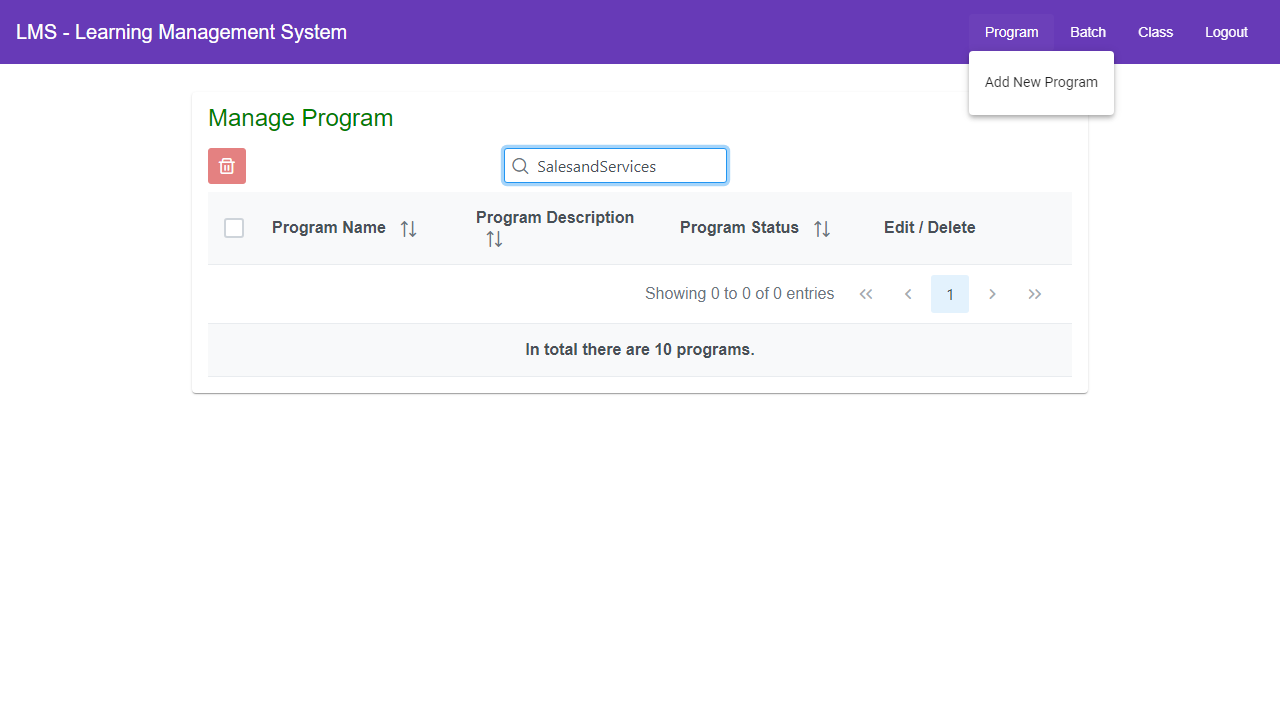 LMS - Learning Management System
Program
Batch
Class
Logout
Add New Program
Manage Program
SalesandServices
Program Name
Program Description
Program Status
Edit / Delete
Showing 0 to 0 of 0 entries
1
In total there are 10 programs.